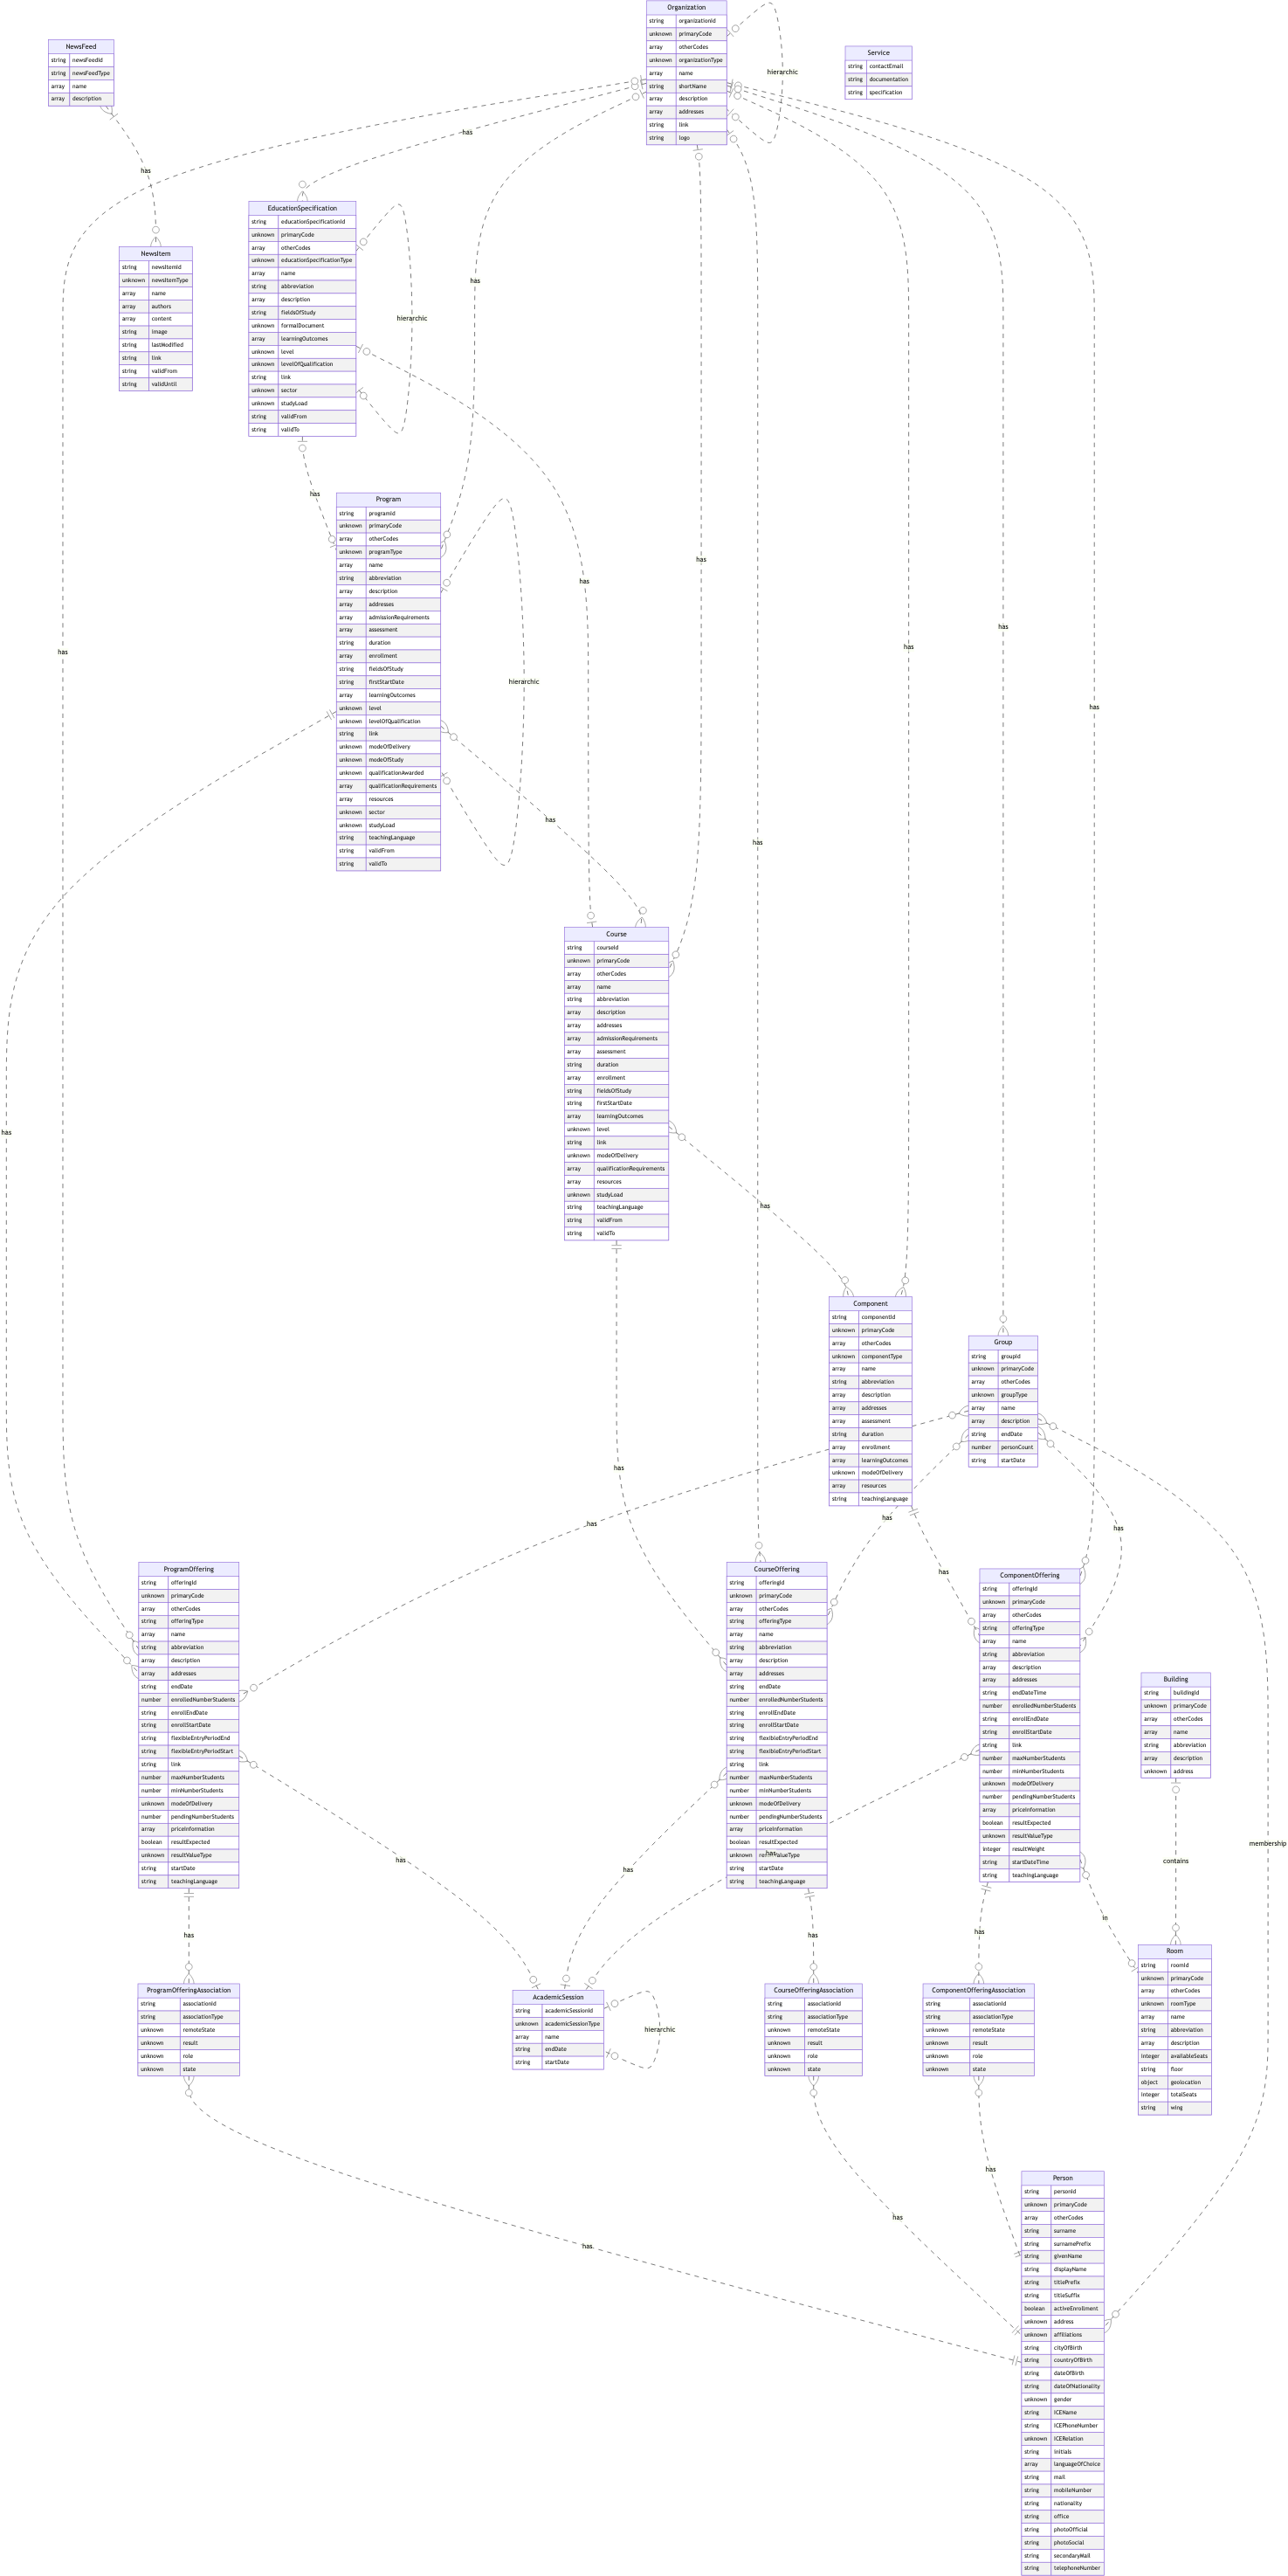 Organization
string organizationId
unknown primaryCode
array otherCodes
unknown organizationType
array name
string shortName
array description
array addresses
string link
string logo
hierarchic
NewsFeed
string newsFeedId
string newsFeedType
array name
array description
Service
string contactEmail
string documentation
string specification
has
has
EducationSpecification
string educationSpecificationId
unknown primaryCode
array otherCodes
unknown educationSpecificationType
array name
string abbreviation
array description
string fieldsOfStudy
unknown formalDocument
array learningOutcomes
unknown level
unknown levelOfQualification
string link
unknown sector
unknown studyLoad
string validFrom
string validTo
hierarchic
has
NewsItem
string newsItemId
unknown newsItemType
array name
array authors
array content
string image
string lastModified
string link
string validFrom
string validUntil
has
has
has
Program
string programId
unknown primaryCode
array otherCodes
unknown programType
array name
string abbreviation
array description
array addresses
array admissionRequirements
array assessment
string duration
array enrollment
string fieldsOfStudy
string firstStartDate
array learningOutcomes
unknown level
unknown levelOfQualification
string link
unknown modeOfDelivery
unknown modeOfStudy
unknown qualificationAwarded
array qualificationRequirements
array resources
unknown sector
unknown studyLoad
string teachingLanguage
string validFrom
string validTo
hierarchic
has
has
has
has
has
has
Course
string courseId
unknown primaryCode
array otherCodes
array name
string abbreviation
array description
array addresses
array admissionRequirements
array assessment
string duration
array enrollment
string fieldsOfStudy
string firstStartDate
array learningOutcomes
unknown level
string link
unknown modeOfDelivery
array qualificationRequirements
array resources
unknown studyLoad
string teachingLanguage
string validFrom
string validTo
has
has
Component
string componentId
unknown primaryCode
array otherCodes
unknown componentType
array name
string abbreviation
array description
array addresses
array assessment
string duration
array enrollment
array learningOutcomes
unknown modeOfDelivery
array resources
string teachingLanguage
Group
string groupId
unknown primaryCode
array otherCodes
unknown groupType
array name
array description
string endDate
number personCount
string startDate
has
has
has
has
has
ProgramOffering
string offeringId
unknown primaryCode
array otherCodes
string offeringType
array name
string abbreviation
array description
array addresses
string endDate
number enrolledNumberStudents
string enrollEndDate
string enrollStartDate
string flexibleEntryPeriodEnd
string flexibleEntryPeriodStart
string link
number maxNumberStudents
number minNumberStudents
unknown modeOfDelivery
number pendingNumberStudents
array priceInformation
boolean resultExpected
unknown resultValueType
string startDate
string teachingLanguage
CourseOffering
string offeringId
unknown primaryCode
array otherCodes
string offeringType
array name
string abbreviation
array description
array addresses
string endDate
number enrolledNumberStudents
string enrollEndDate
string enrollStartDate
string flexibleEntryPeriodEnd
string flexibleEntryPeriodStart
string link
number maxNumberStudents
number minNumberStudents
unknown modeOfDelivery
number pendingNumberStudents
array priceInformation
boolean resultExpected
unknown
has
string startDate
string teachingLanguage
ComponentOffering
string offeringId
unknown primaryCode
array otherCodes
string offeringType
array name
string abbreviation
array description
array addresses
string endDateTime
number enrolledNumberStudents
string enrollEndDate
string enrollStartDate
string link
number maxNumberStudents
number minNumberStudents
unknown modeOfDelivery
number pendingNumberStudents
array priceInformation
boolean resultExpected
unknown resultValueType
integer resultWeight
string startDateTime
string teachingLanguage
Building
string buildingId
unknown primaryCode
array otherCodes
array name
string abbreviation
array description
unknown address
membership
contains
has
has
in
has
has
has
ProgramOfferingAssociation
string associationId
string associationType
unknown remoteState
unknown result
unknown role
unknown state
AcademicSession
string academicSessionId
unknown academicSessionType
array name
string endDate
string startDate
hierarchic
CourseOfferingAssociation
string associationId
string associationType
unknown remoteState
unknown result
unknown role
unknown state
ComponentOfferingAssociation
string associationId
string associationType
unknown remoteState
unknown result
unknown role
unknown state
Room
string roomId
unknown primaryCode
array otherCodes
unknown roomType
array name
string abbreviation
array description
integer availableSeats
string floor
object geolocation
integer totalSeats
string wing
has
has
has
Person
string personId
unknown primaryCode
array otherCodes
string surname
string surnamePrefix
string givenName
string displayName
string titlePrefix
string titleSuffix
boolean activeEnrollment
unknown address
unknown affiliations
string cityOfBirth
string countryOfBirth
string dateOfBirth
string dateOfNationality
unknown gender
string ICEName
string ICEPhoneNumber
unknown ICERelation
string initials
array languageOfChoice
string mail
string mobileNumber
string nationality
string office
string photoOfficial
string photoSocial
string secondaryMail
string telephoneNumber